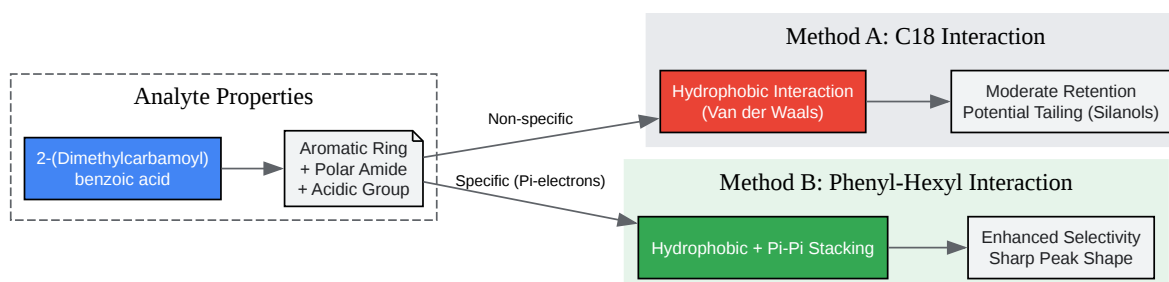 Analyte Properties
2-(Dimethylcarbamoyl)
benzoic acid
Aromatic Ring
+ Polar Amide
+ Acidic Group
Non-specific
Specific (Pi-electrons)
Method A: C18 Interaction
Hydrophobic Interaction
(Van der Waals)
Moderate Retention
Potential Tailing (Silanols)
Method B: Phenyl-Hexyl Interaction
Hydrophobic + Pi-Pi Stacking
Enhanced Selectivity
Sharp Peak Shape